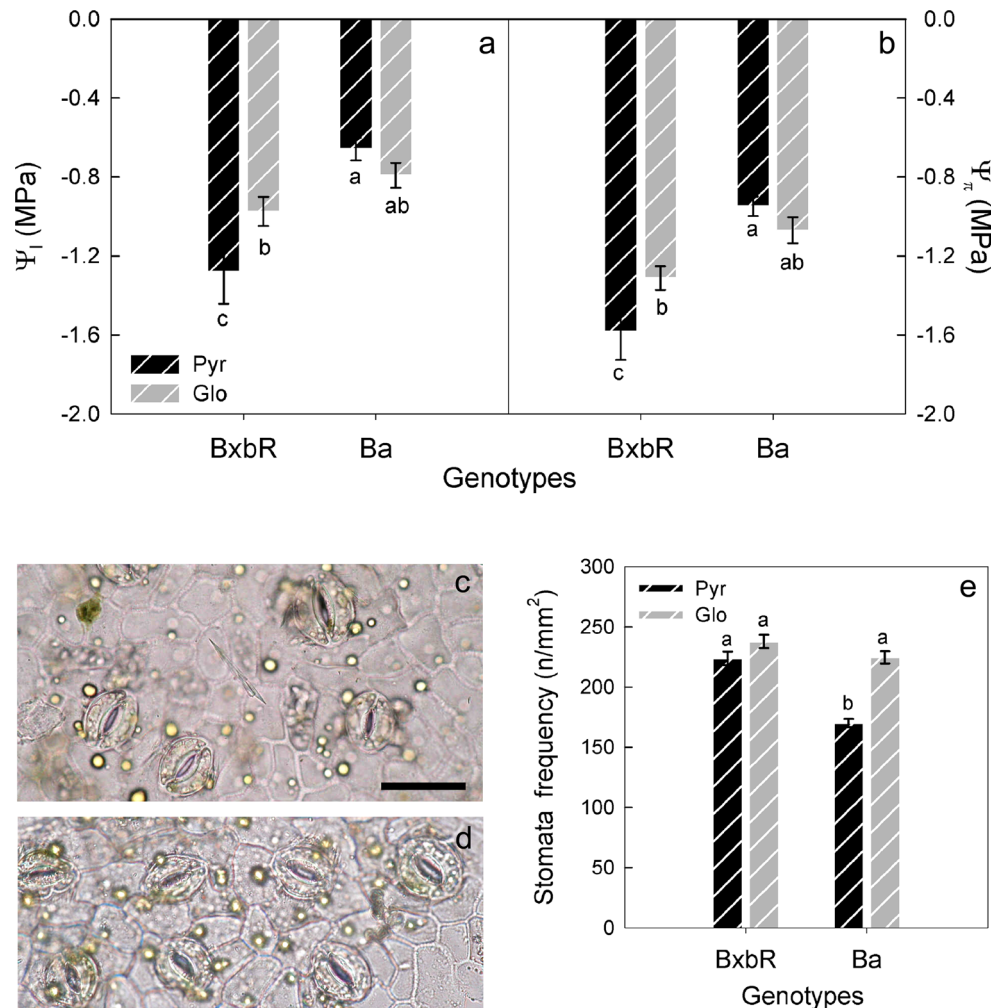 0.0
-0.4
-0.8
-1.2
-1.6
-2.0
Ψl (MPa)
a
a
ab
b
c
Pyr
Glo
b
a
ab
b
c
0.0
-0.4
-0.8
-1.2
-1.6
-2.0
Ψπ (MPa)
BxbR Ba BxbR Ba
Genotypes
c
d
300
250
200
150
100
50
0
Stomata frequency (n/mm²)
Pyr
Glo
e
a a
b a
BxbR Ba
Genotypes